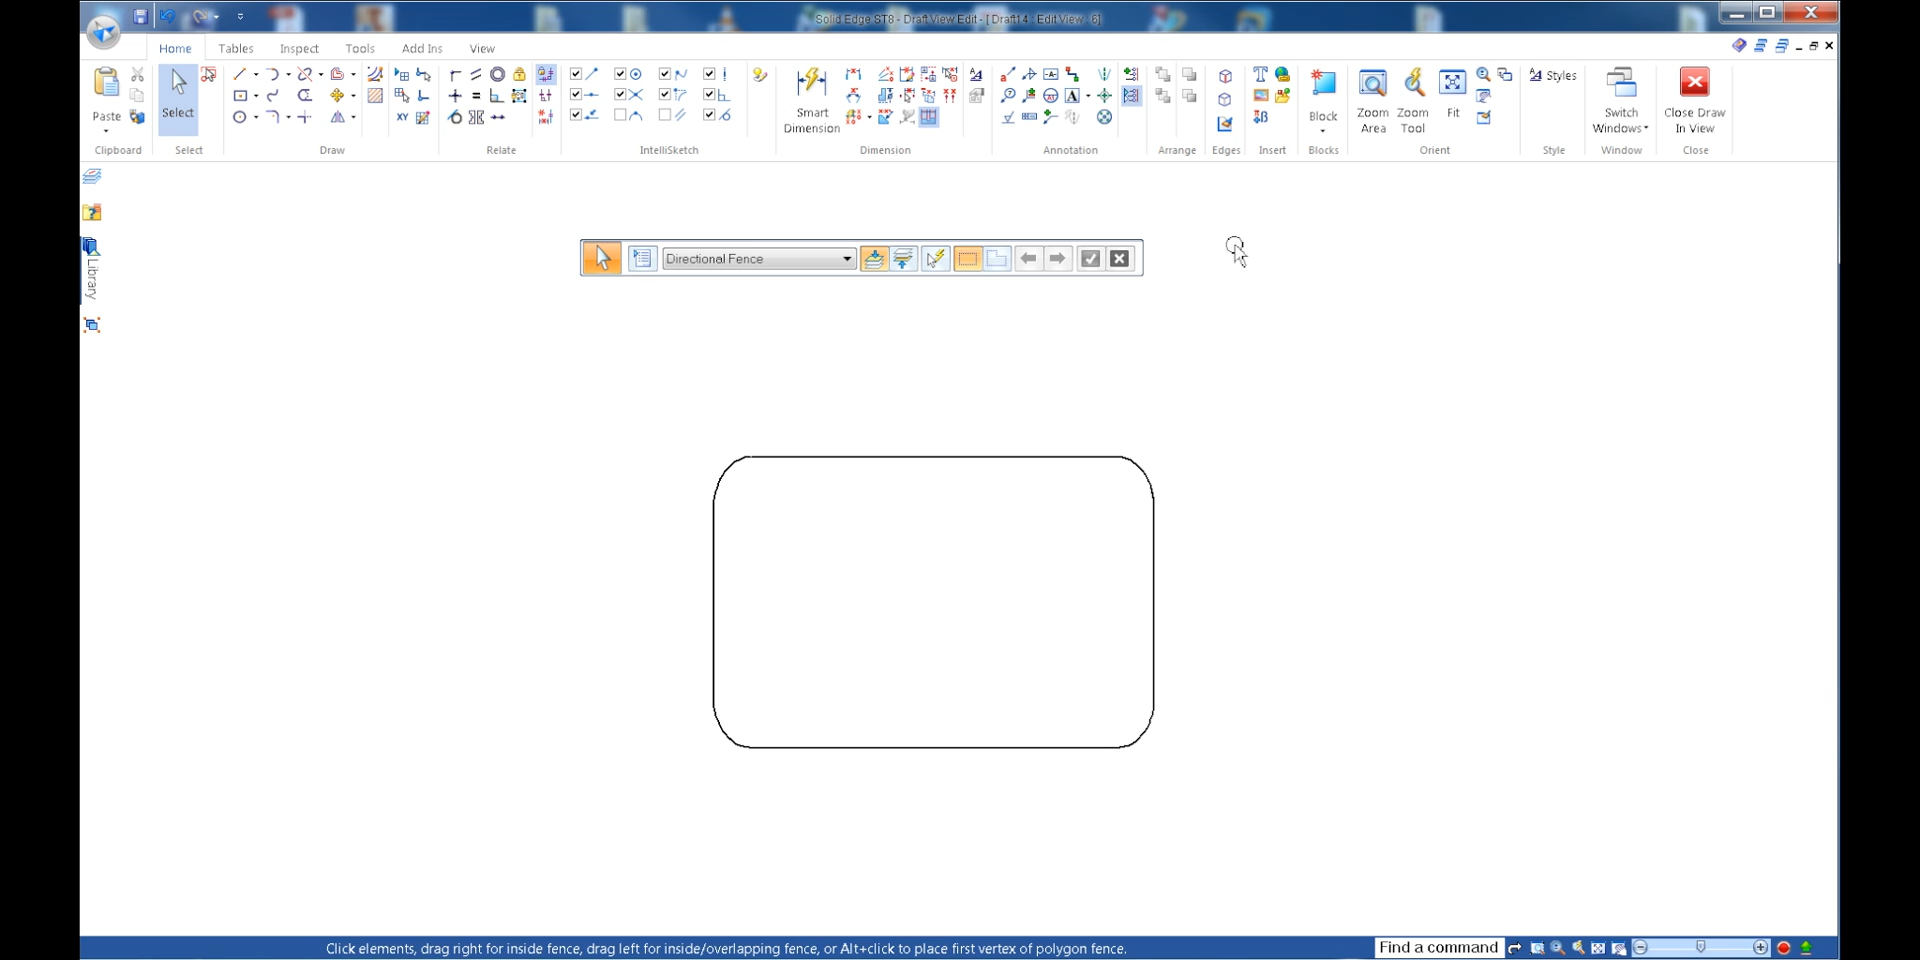 Solid Edge ST8 - Draft View Edit - [ Draft14 : Edit View : 6]
Home Tables Inspect Tools Add Ins View
Paste Select Smart Dimension Styles Block Zoom Area Zoom Tool Fit Switch Windows Close Draw In View
XY
Clipboard Select Draw Relate IntelliSketch Dimension Annotation Arrange Edges Insert Blocks Orient Style Window Close
Library
Directional Fence
Click elements, drag right for inside fence, drag left for inside/overlapping fence, or Alt+click to place first vertex of polygon fence.
Find a command